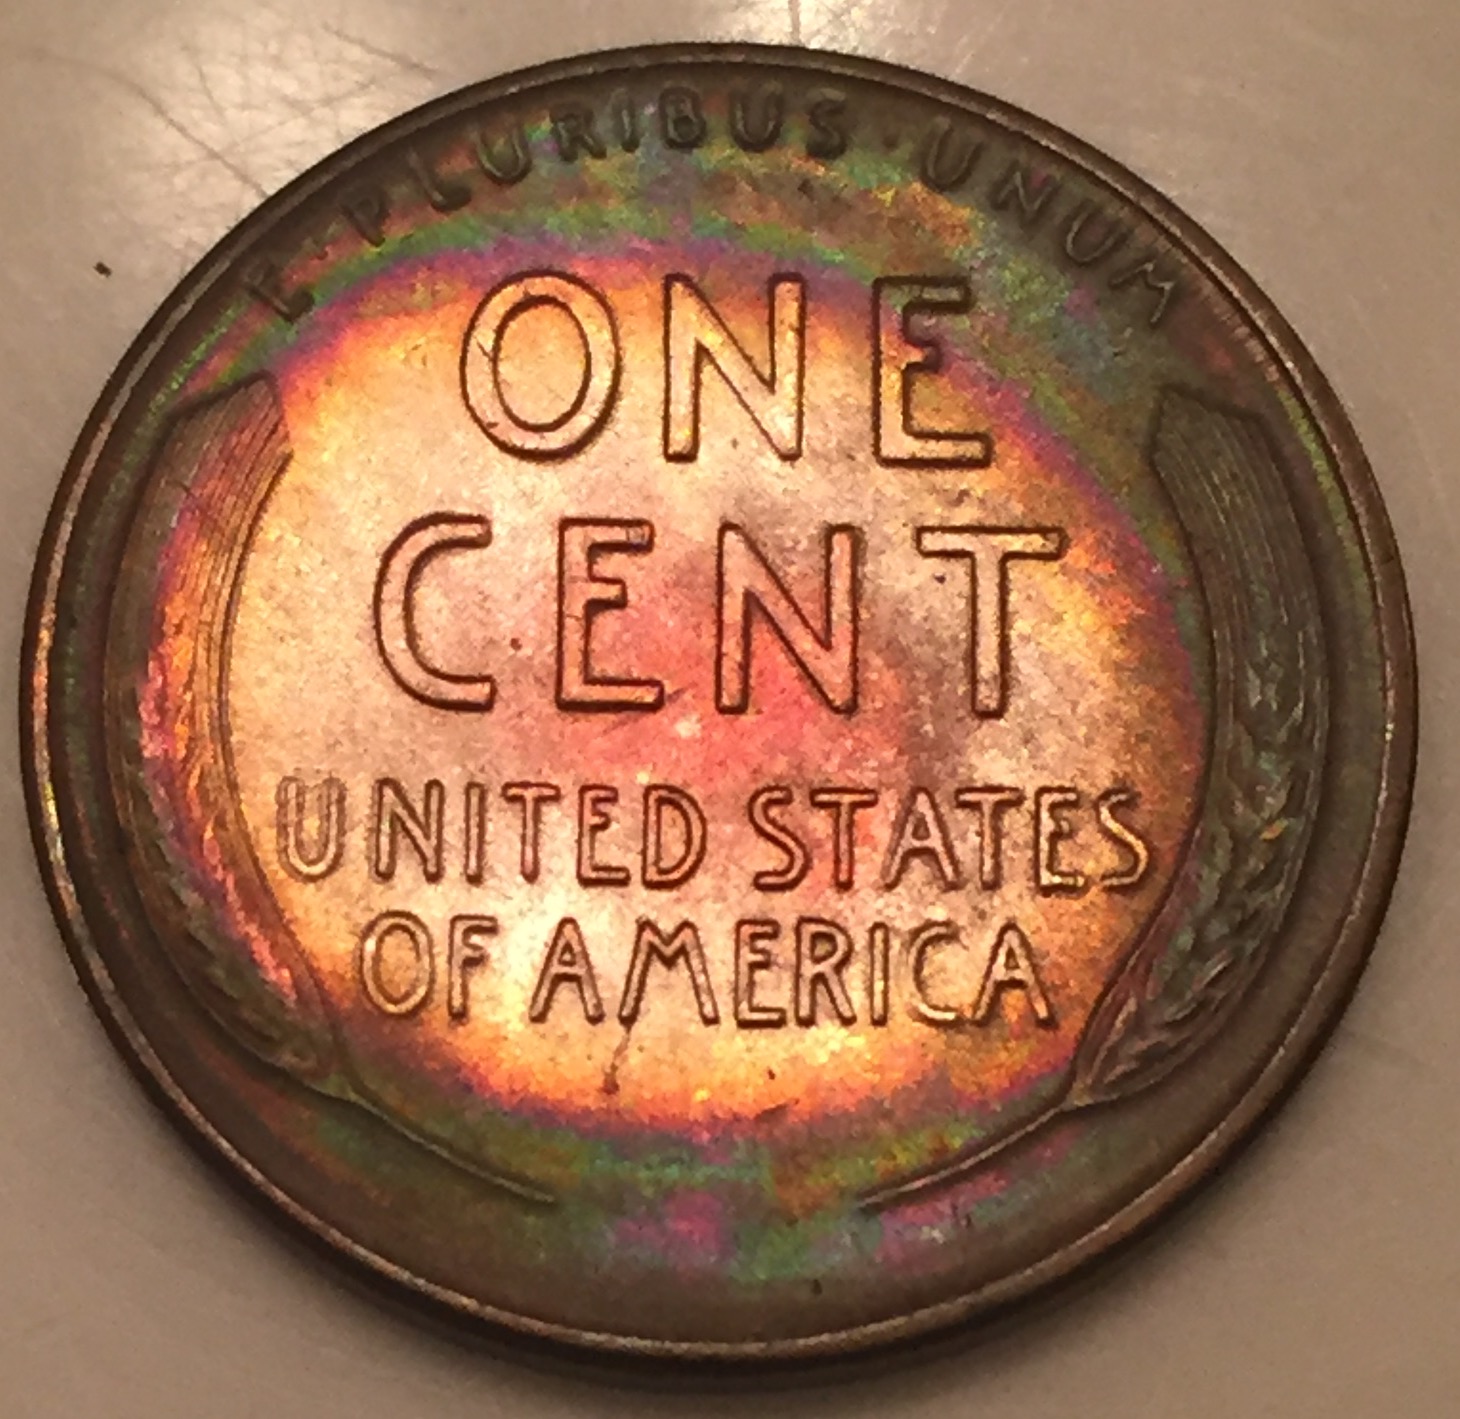 E · PLURIBUS · UNUM
ONE
CENT
UNITED STATES
OF AMERICA